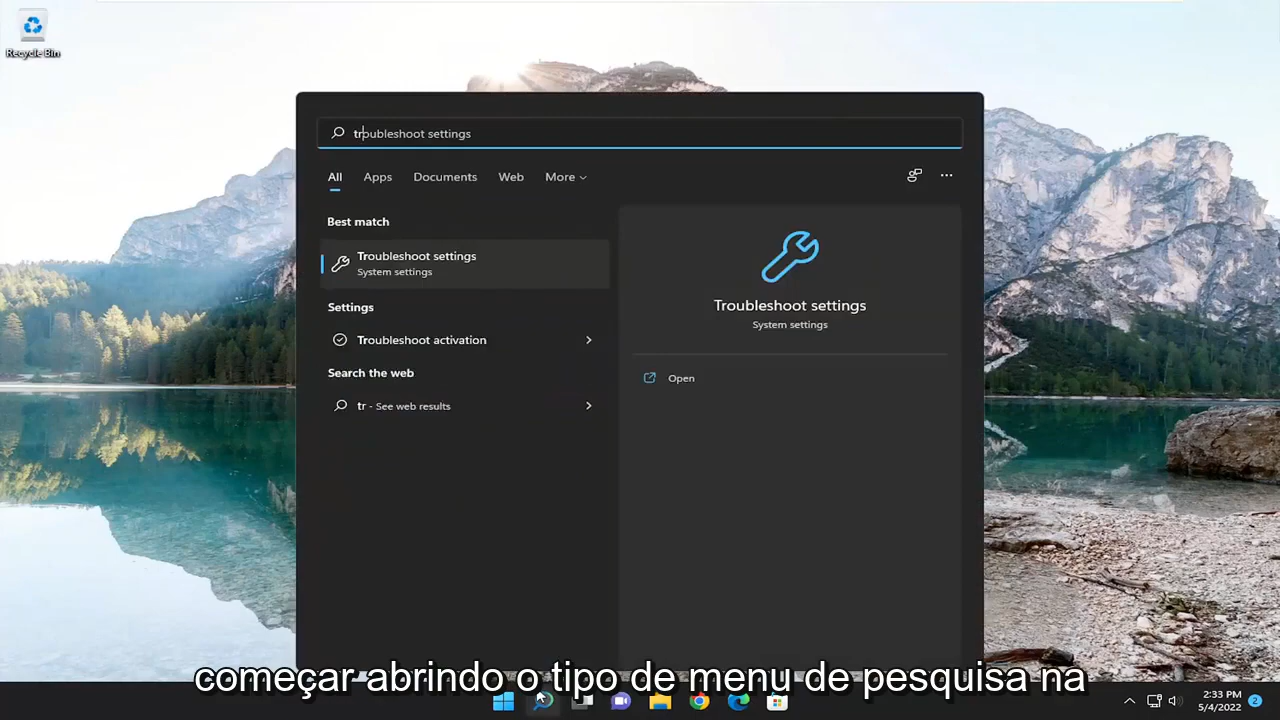 Recycle Bin
troubleshoot settings
All Apps Documents Web More
Best match
Troubleshoot settings
System settings
Settings
Troubleshoot activation
Search the web
tr - See web results
Troubleshoot settings
System settings
Open
começar abrindo o tipo de menu de pesquisa na
2:33 PM
5/4/2022
2